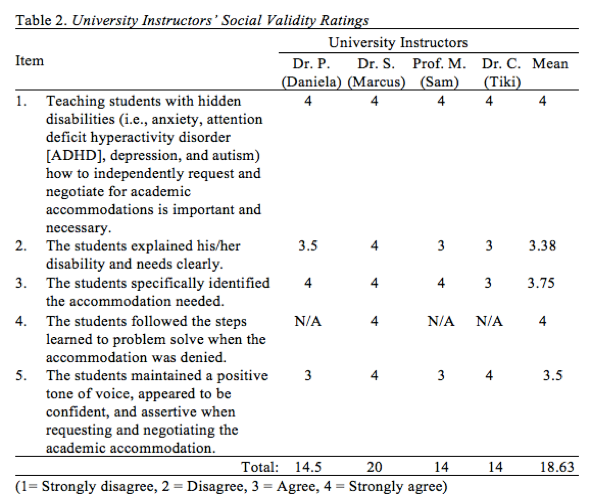 Table 2. University Instructors' Social Validity Ratings
University Instructors
Item Dr. P. Dr. S. Prof. M. Dr. C. Mean
(Daniela) (Marcus) (Sam) (Tiki)
1. Teaching students with hidden 4 4 4 4 4
disabilities (i.e., anxiety, attention
deficit hyperactivity disorder
[ADHD], depression, and autism)
how to independently request and
negotiate for academic
accommodations is important and
necessary.
2. The students explained his/her 3.5 4 3 3 3.38
disability and needs clearly.
3. The students specifically identified 4 4 4 3 3.75
the accommodation needed.
4. The students followed the steps N/A 4 N/A N/A 4
learned to problem solve when the
accommodation was denied.
5. The students maintained a positive 3 4 3 4 3.5
tone of voice, appeared to be
confident, and assertive when
requesting and negotiating the
academic accommodation.
Total: 14.5 20 14 14 18.63
(1= Strongly disagree, 2 = Disagree, 3 = Agree, 4 = Strongly agree)